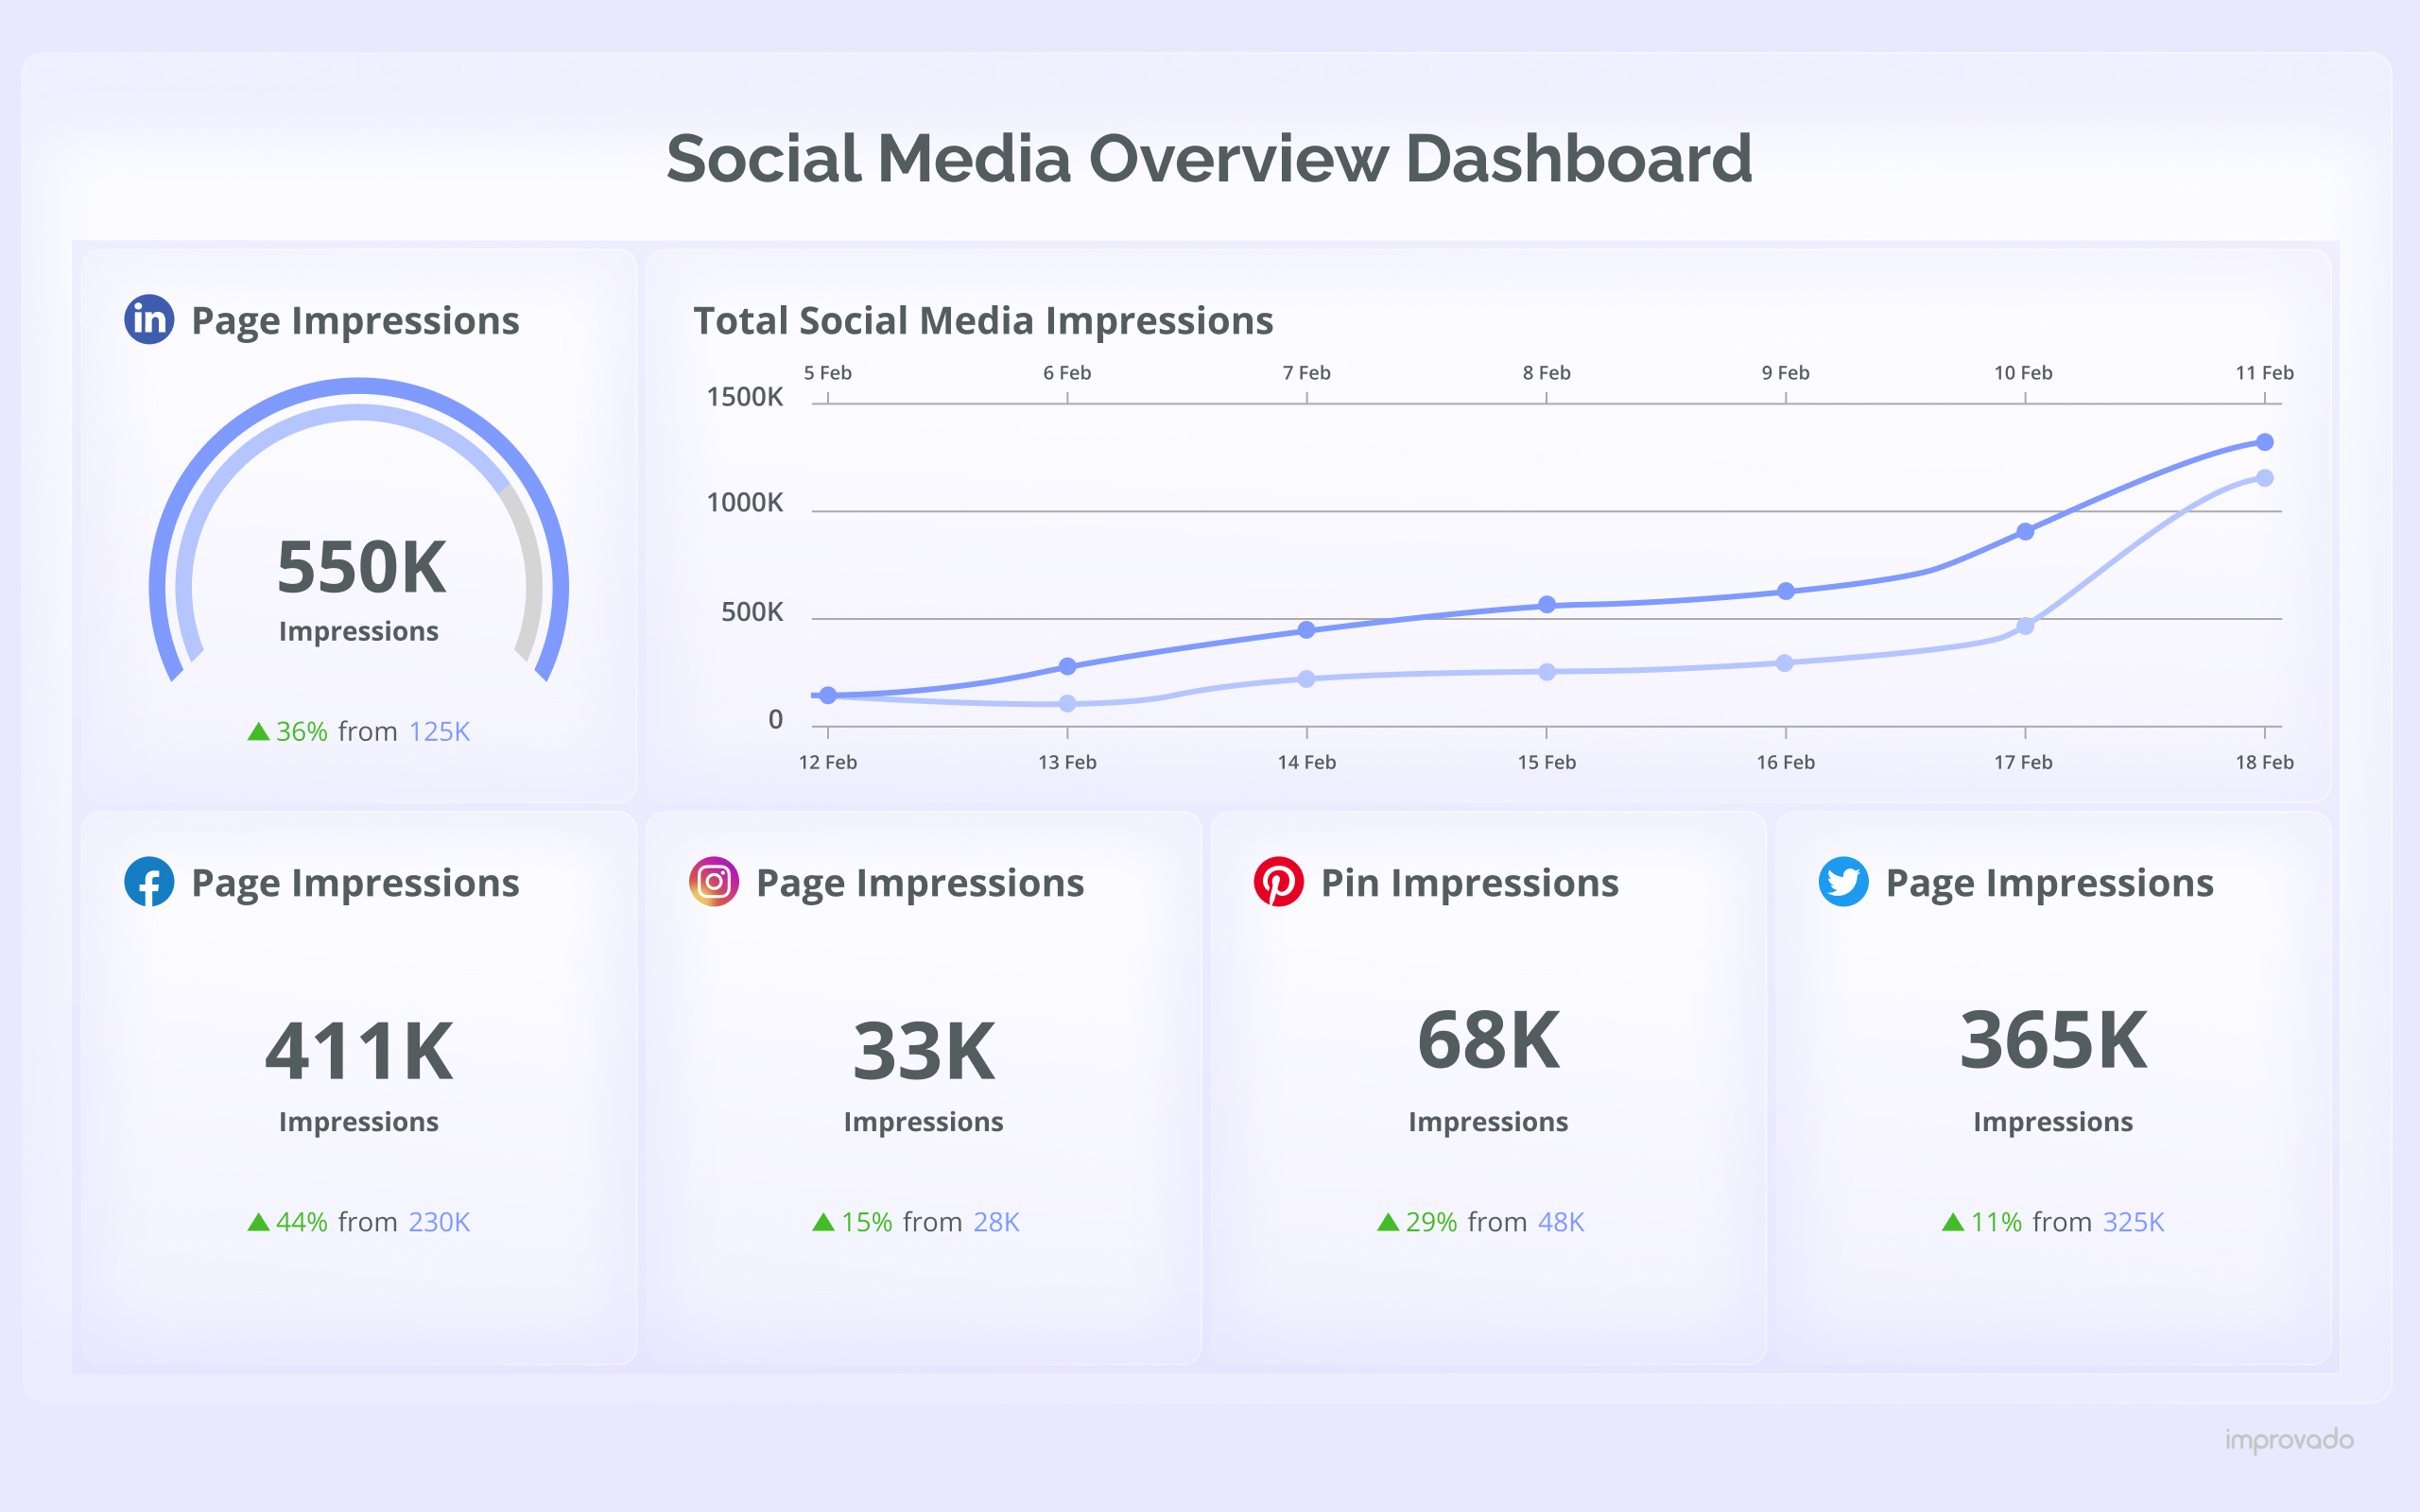 Social Media Overview Dashboard
in Page Impressions
550K
Impressions
36% from 125K
Total Social Media Impressions
5 Feb 6 Feb 7 Feb 8 Feb 9 Feb 10 Feb 11 Feb
1500K
1000K
500K
0
12 Feb 13 Feb 14 Feb 15 Feb 16 Feb 17 Feb 18 Feb
Page Impressions
411K
Impressions
44% from 230K
Page Impressions
33K
Impressions
15% from 28K
Pin Impressions
68K
Impressions
29% from 48K
Page Impressions
365K
Impressions
11% from 325K
improvado